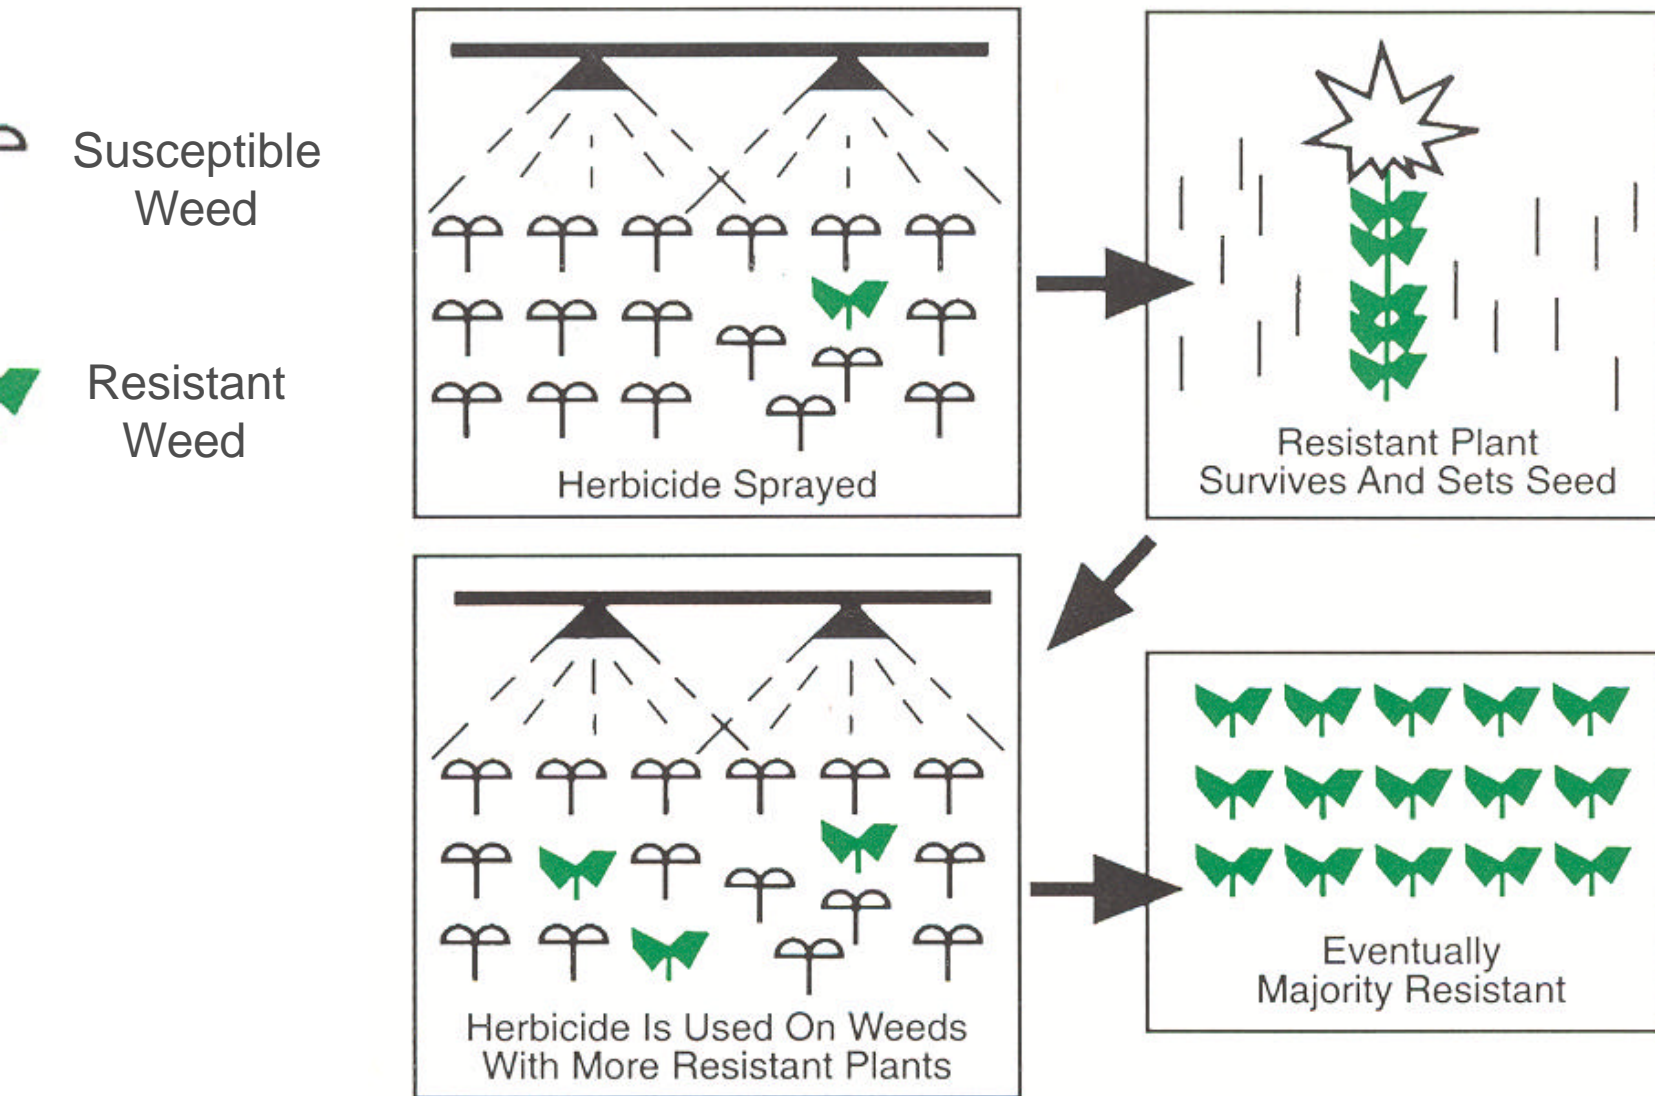 Susceptible
Weed
Resistant
Weed
Herbicide Sprayed
Resistant Plant
Survives And Sets Seed
Herbicide Is Used On Weeds
With More Resistant Plants
Eventually
Majority Resistant